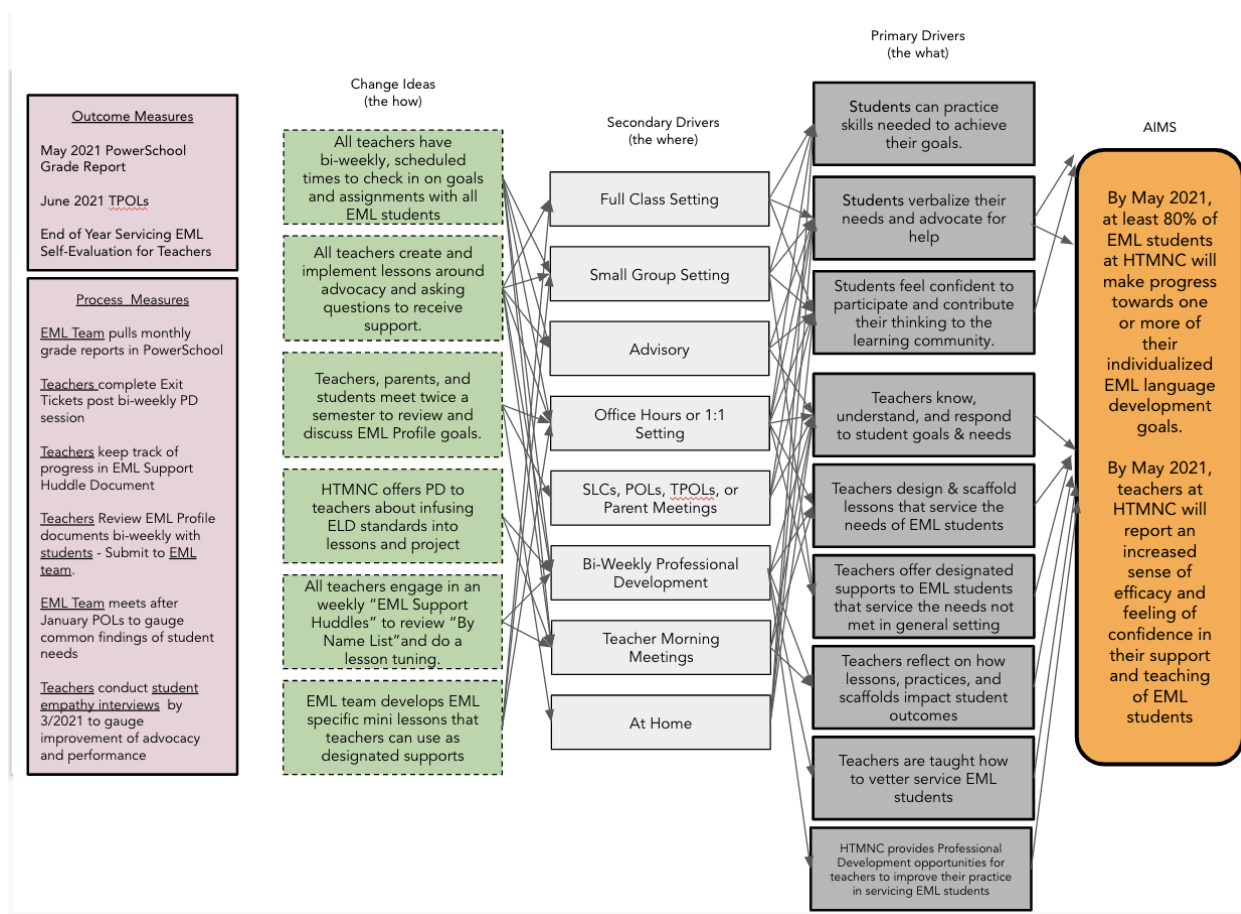 Outcome Measures
May 2021 PowerSchool
Grade Report
June 2021 TPOLs
End of Year Servicing EML
Self-Evaluation for Teachers
Process Measures
EML Team pulls monthly
grade reports in PowerSchool
Teachers complete Exit
Tickets post bi-weekly PD
session
Teachers keep track of
progress in EML Support
Huddle Document
Teachers Review EML Profile
documents bi-weekly with
students - Submit to EML
team.
EML Team meets after
January POLs to gauge
common findings of student
needs
Teachers conduct student
empathy interviews by
3/2021 to gauge
improvement of advocacy
and performance
Change Ideas
(the how)
All teachers have
bi-weekly, scheduled
times to check in on goals
and assignments with all
EML students
All teachers create and
implement lessons around
advocacy and asking
questions to receive
support.
Teachers, parents, and
students meet twice a
semester to review and
discuss EML Profile goals.
HTMNC offers PD to
teachers about infusing
ELD standards into
lessons and project
All teachers engage in an
weekly “EML Support
Huddles” to review “By
Name List”and do a
lesson tuning.
EML team develops EML
specific mini lessons that
teachers can use as
designated supports
Secondary Drivers
(the where)
Full Class Setting
Small Group Setting
Advisory
Office Hours or 1:1
Setting
SLCs, POLs, TPOLs, or
Parent Meetings
Bi-Weekly Professional
Development
Teacher Morning
Meetings
At Home
Primary Drivers
(the what)
Students can practice
skills needed to achieve
their goals.
Students verbalize their
needs and advocate for
help
Students feel confident to
participate and contribute
their thinking to the
learning community.
Teachers know,
understand, and respond
to student goals & needs
Teachers design & scaffold
lessons that service the
needs of EML students
Teachers offer designated
supports to EML students
that service the needs not
met in general setting
Teachers reflect on how
lessons, practices, and
scaffolds impact student
outcomes
Teachers are taught how
to vetter service EML
students
HTMNC provides Professional
Development opportunities for
teachers to improve their practice
in servicing EML students
AIMS
By May 2021,
at least 80% of
EML students
at HTMNC will
make progress
towards one
or more of
their
individualized
EML language
development
goals.
By May 2021,
teachers at
HTMNC will
report an
increased
sense of
efficacy and
feeling of
confidence in
their support
and teaching
of EML
students